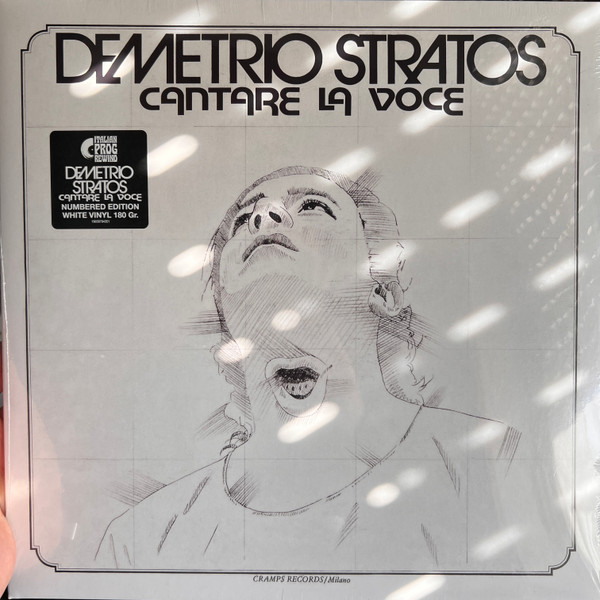 DEMETRIO STRATOS
CANTARE LA VOCE
ITALIAN
PROG
REWIND
DEMETRIO
STRATOS
CANTARE LA VOCE
NUMBERED EDITION
WHITE VINYL 180 Gr.
CRAMPS RECORDS/Milano